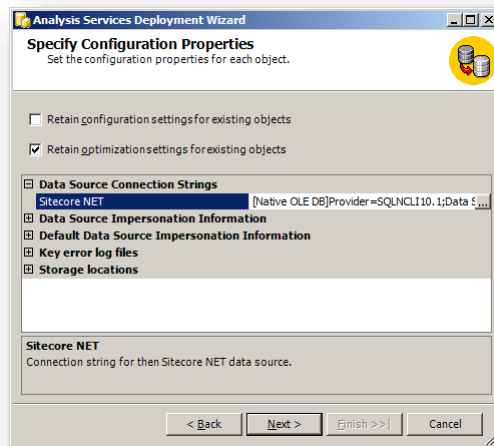 Analysis Services Deployment Wizard
Specify Configuration Properties
Set the configuration properties for each object.
Retain configuration settings for existing objects
Retain optimization settings for existing objects
Data Source Connection Strings
Sitecore NET [Native OLE DB]Provider=SQLNCLI10.1;Data S ...
Data Source Impersonation Information
Default Data Source Impersonation Information
Key error log files
Storage locations
Sitecore NET
Connection string for then Sitecore NET data source.
< Back Next > Finish >>| Cancel